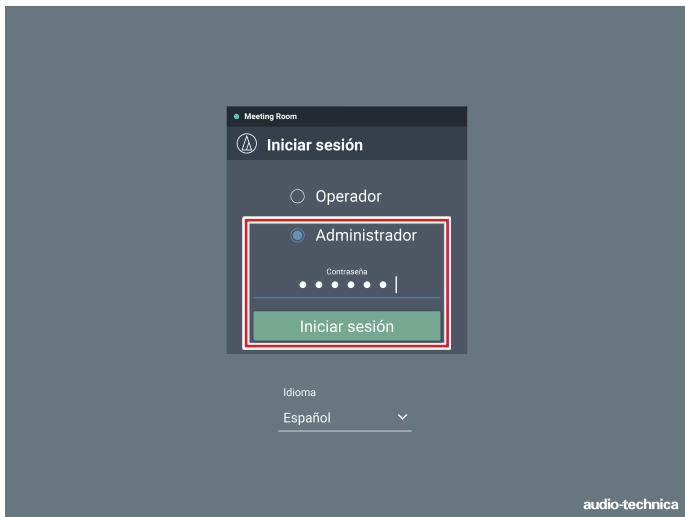 Meeting Room
Iniciar sesión
Operador
Administrador
Contraseña
Iniciar sesión
Idioma
Español
audio-technica